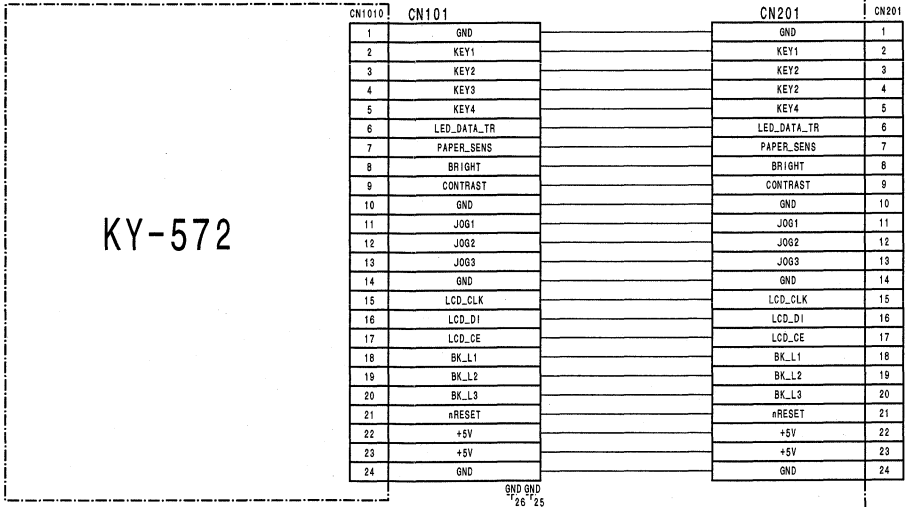 CN1010 CN101 CN201 CN201
1 GND GND 1
2 KEY1 KEY1 2
3 KEY2 KEY2 3
4 KEY3 KEY2 4
5 KEY4 KEY4 5
6 LED_DATA_TR LED_DATA_TR 6
7 PAPER_SENS PAPER_SENS 7
8 BRIGHT BRIGHT 8
9 CONTRAST CONTRAST 9
10 GND GND 10
11 JOG1 JOG1 11
KY-572
12 JOG2 JOG2 12
13 JOG3 JOG3 13
14 GND GND 14
15 LCD_CLK LCD_CLK 15
16 LCD_DI LCD_DI 16
17 LCD_CE LCD_CE 17
18 BK_L1 BK_L1 18
19 BK_L2 BK_L2 19
20 BK_L3 BK_L3 20
21 nRESET nRESET 21
22 +5V +5V 22
23 +5V +5V 23
24 GND GND 24
GND GND
26 25